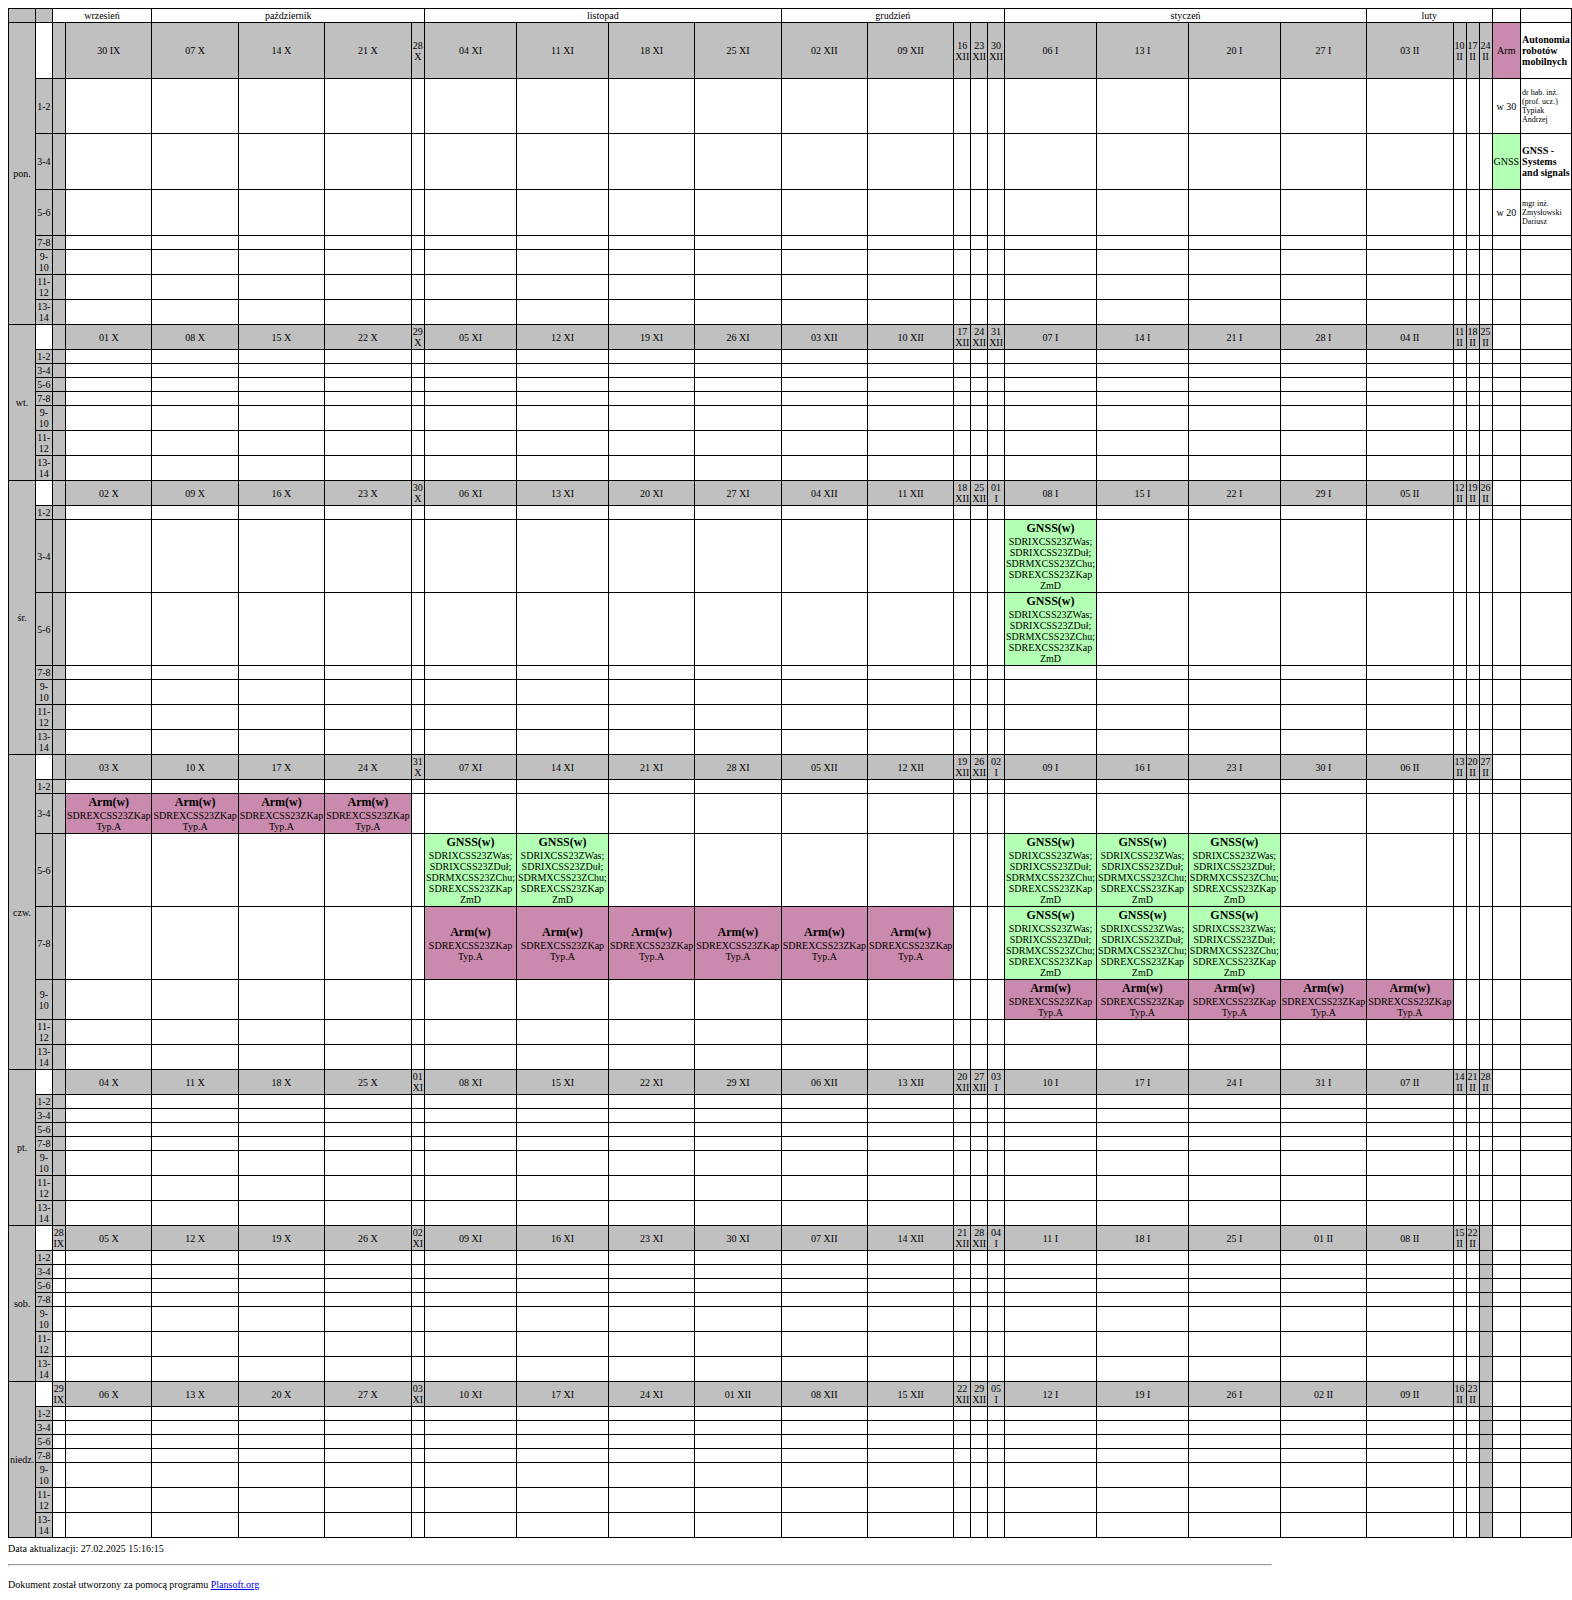 wrzesień październik listopad grudzień styczeń luty
pon. 30 IX 07 X 14 X 21 X 28 X 04 XI 11 XI 18 XI 25 XI 02 XII 09 XII 16 XII 23 XII 30 XII 06 I 13 I 20 I 27 I 03 II 10 II 17 II 24 II Arm Autonomia robotów mobilnych
1-2 w 30 dr hab. inż. (prof. ucz.) Typiak Andrzej
3-4 GNSS GNSS - Systems and signals
5-6 w 20 mgr inż. Zmysłowski Dariusz
7-8
9-10
11-12
13-14
wt. 01 X 08 X 15 X 22 X 29 X 05 XI 12 XI 19 XI 26 XI 03 XII 10 XII 17 XII 24 XII 31 XII 07 I 14 I 21 I 28 I 04 II 11 II 18 II 25 II
1-2
3-4
5-6
7-8
9-10
11-12
13-14
śr. 02 X 09 X 16 X 23 X 30 X 06 XI 13 XI 20 XI 27 XI 04 XII 11 XII 18 XII 25 XII 01 I 08 I 15 I 22 I 29 I 05 II 12 II 19 II 26 II
1-2
3-4 GNSS(w) SDRIXCSS23ZWas; SDRIXCSS23ZDuł; SDRMXCSS23ZChu; SDREXCSS23ZKap ZmD
5-6 GNSS(w) SDRIXCSS23ZWas; SDRIXCSS23ZDuł; SDRMXCSS23ZChu; SDREXCSS23ZKap ZmD
7-8
9-10
11-12
13-14
czw. 03 X 10 X 17 X 24 X 31 X 07 XI 14 XI 21 XI 28 XI 05 XII 12 XII 19 XII 26 XII 02 I 09 I 16 I 23 I 30 I 06 II 13 II 20 II 27 II
1-2
3-4 Arm(w) SDREXCSS23ZKap Typ.A Arm(w) SDREXCSS23ZKap Typ.A Arm(w) SDREXCSS23ZKap Typ.A Arm(w) SDREXCSS23ZKap Typ.A
5-6 GNSS(w) SDRIXCSS23ZWas; SDRIXCSS23ZDuł; SDRMXCSS23ZChu; SDREXCSS23ZKap ZmD GNSS(w) SDRIXCSS23ZWas; SDRIXCSS23ZDuł; SDRMXCSS23ZChu; SDREXCSS23ZKap ZmD GNSS(w) SDRIXCSS23ZWas; SDRIXCSS23ZDuł; SDRMXCSS23ZChu; SDREXCSS23ZKap ZmD GNSS(w) SDRIXCSS23ZWas; SDRIXCSS23ZDuł; SDRMXCSS23ZChu; SDREXCSS23ZKap ZmD GNSS(w) SDRIXCSS23ZWas; SDRIXCSS23ZDuł; SDRMXCSS23ZChu; SDREXCSS23ZKap ZmD
7-8 Arm(w) SDREXCSS23ZKap Typ.A Arm(w) SDREXCSS23ZKap Typ.A Arm(w) SDREXCSS23ZKap Typ.A Arm(w) SDREXCSS23ZKap Typ.A Arm(w) SDREXCSS23ZKap Typ.A Arm(w) SDREXCSS23ZKap Typ.A GNSS(w) SDRIXCSS23ZWas; SDRIXCSS23ZDuł; SDRMXCSS23ZChu; SDREXCSS23ZKap ZmD GNSS(w) SDRIXCSS23ZWas; SDRIXCSS23ZDuł; SDRMXCSS23ZChu; SDREXCSS23ZKap ZmD GNSS(w) SDRIXCSS23ZWas; SDRIXCSS23ZDuł; SDRMXCSS23ZChu; SDREXCSS23ZKap ZmD
9-10 Arm(w) SDREXCSS23ZKap Typ.A Arm(w) SDREXCSS23ZKap Typ.A Arm(w) SDREXCSS23ZKap Typ.A Arm(w) SDREXCSS23ZKap Typ.A Arm(w) SDREXCSS23ZKap Typ.A
11-12
13-14
pt. 04 X 11 X 18 X 25 X 01 XI 08 XI 15 XI 22 XI 29 XI 06 XII 13 XII 20 XII 27 XII 03 I 10 I 17 I 24 I 31 I 07 II 14 II 21 II 28 II
1-2
3-4
5-6
7-8
9-10
11-12
13-14
sob. 28 IX 05 X 12 X 19 X 26 X 02 XI 09 XI 16 XI 23 XI 30 XI 07 XII 14 XII 21 XII 28 XII 04 I 11 I 18 I 25 I 01 II 08 II 15 II 22 II
1-2
3-4
5-6
7-8
9-10
11-12
13-14
niedz. 29 IX 06 X 13 X 20 X 27 X 03 XI 10 XI 17 XI 24 XI 01 XII 08 XII 15 XII 22 XII 29 XII 05 I 12 I 19 I 26 I 02 II 09 II 16 II 23 II
1-2
3-4
5-6
7-8
9-10
11-12
13-14
Data aktualizacji: 27.02.2025 15:16:15
Dokument został utworzony za pomocą programu Plansoft.org